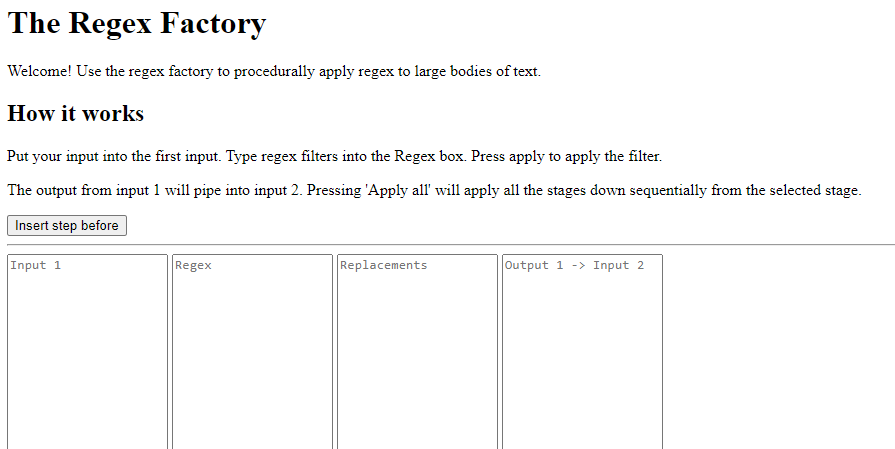 The Regex Factory
Welcome! Use the regex factory to procedurally apply regex to large bodies of text.
How it works
Put your input into the first input. Type regex filters into the Regex box. Press apply to apply the filter.
The output from input 1 will pipe into input 2. Pressing 'Apply all' will apply all the stages down sequentially from the selected stage.
Insert step before
Input 1 Regex Replacements Output 1 -> Input 2